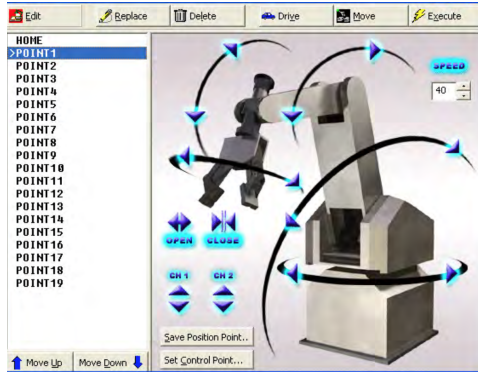 Edit Replace Delete Drive Move Execute
HOME
>POINT1
POINT2
POINT3
POINT4
POINT5
POINT6
POINT7
POINT8
POINT9
POINT10
POINT11
POINT12
POINT13
POINT14
POINT15
POINT16
POINT17
POINT18
POINT19
SPEED
40
OPEN CLOSE
CH 1 CH 2
Save Position Point..
Set Control Point...
Move Up Move Down